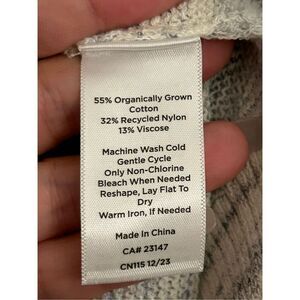 55% Organically Grown
Cotton
32% Recycled Nylon
13% Viscose
Machine Wash Cold
Gentle Cycle
Only Non-Chlorine
Bleach When Needed
Reshape, Lay Flat To
Dry
Warm Iron, If Needed
Made In China
CA# 23147
CN115 12/23